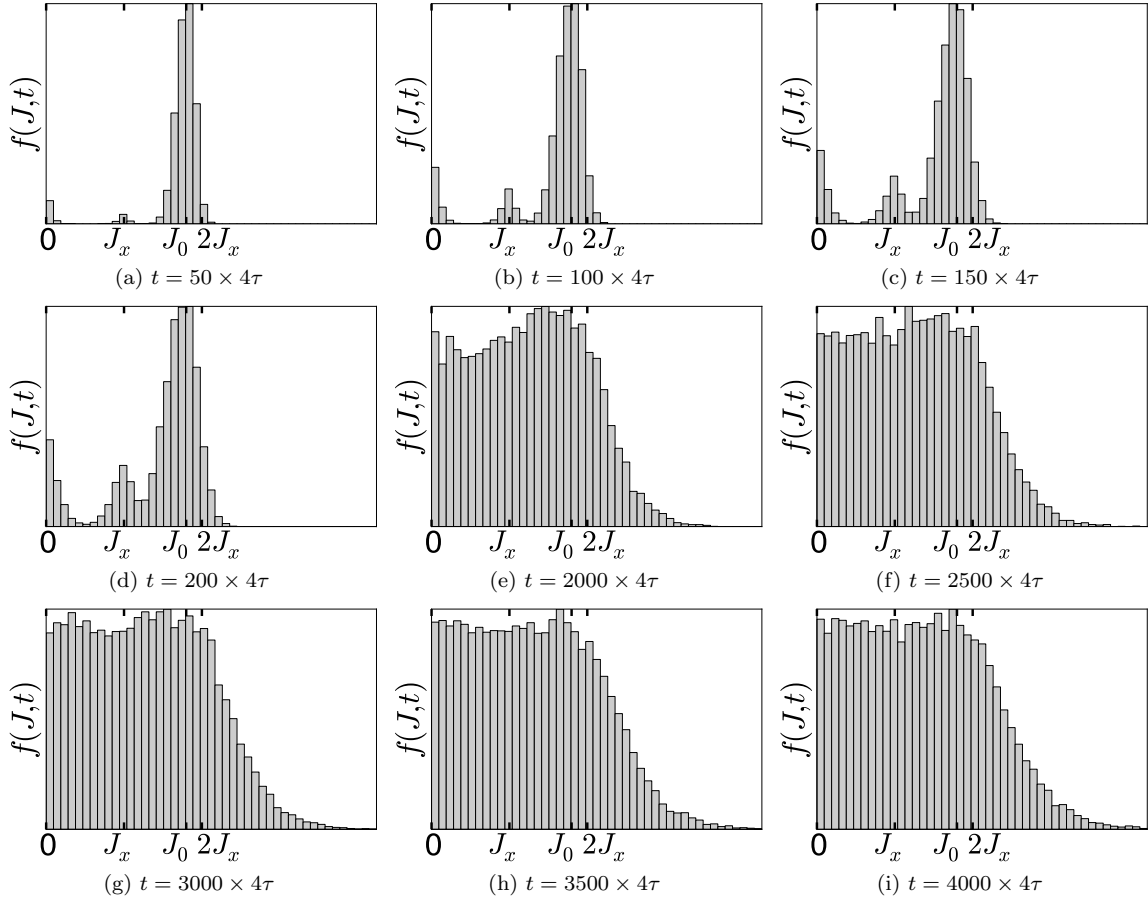 f(J,t) f(J,t) f(J,t)
0 J_x J_0 2J_x 0 J_x J_0 2J_x 0 J_x J_0 2J_x
(a) t = 50 × 4τ (b) t = 100 × 4τ (c) t = 150 × 4τ
f(J,t) f(J,t) f(J,t)
0 J_x J_0 2J_x 0 J_x J_0 2J_x 0 J_x J_0 2J_x
(d) t = 200 × 4τ (e) t = 2000 × 4τ (f) t = 2500 × 4τ
f(J,t) f(J,t) f(J,t)
0 J_x J_0 2J_x 0 J_x J_0 2J_x 0 J_x J_0 2J_x
(g) t = 3000 × 4τ (h) t = 3500 × 4τ (i) t = 4000 × 4τ